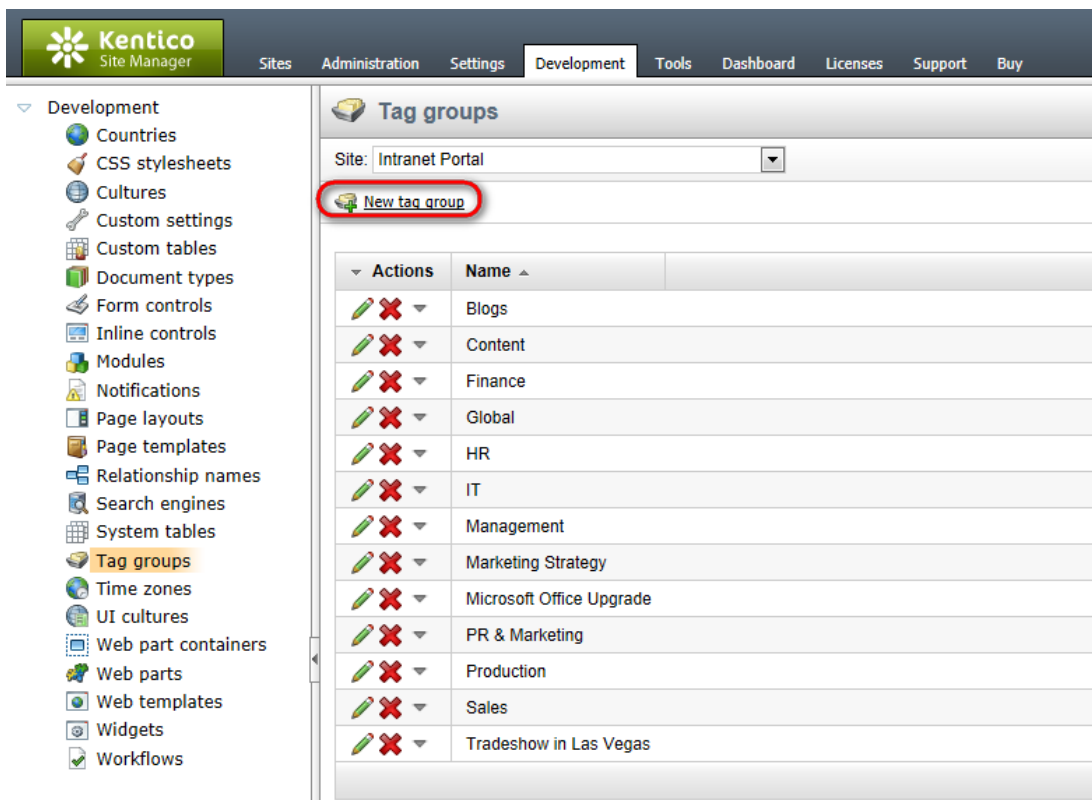 Kentico
Site Manager
Sites Administration Settings Development Tools Dashboard Licenses Support Buy
Development
Countries
CSS stylesheets
Cultures
Custom settings
Custom tables
Document types
Form controls
Inline controls
Modules
Notifications
Page layouts
Page templates
Relationship names
Search engines
System tables
Tag groups
Time zones
UI cultures
Web part containers
Web parts
Web templates
Widgets
Workflows
Tag groups
Site: Intranet Portal
New tag group
Actions Name
Blogs
Content
Finance
Global
HR
IT
Management
Marketing Strategy
Microsoft Office Upgrade
PR & Marketing
Production
Sales
Tradeshow in Las Vegas